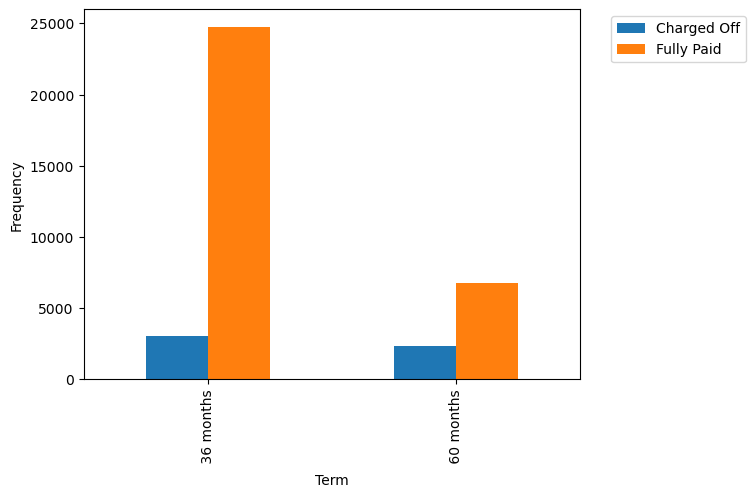 25000
20000
15000
10000
5000
0
Frequency
36 months
60 months
Term
Charged Off
Fully Paid